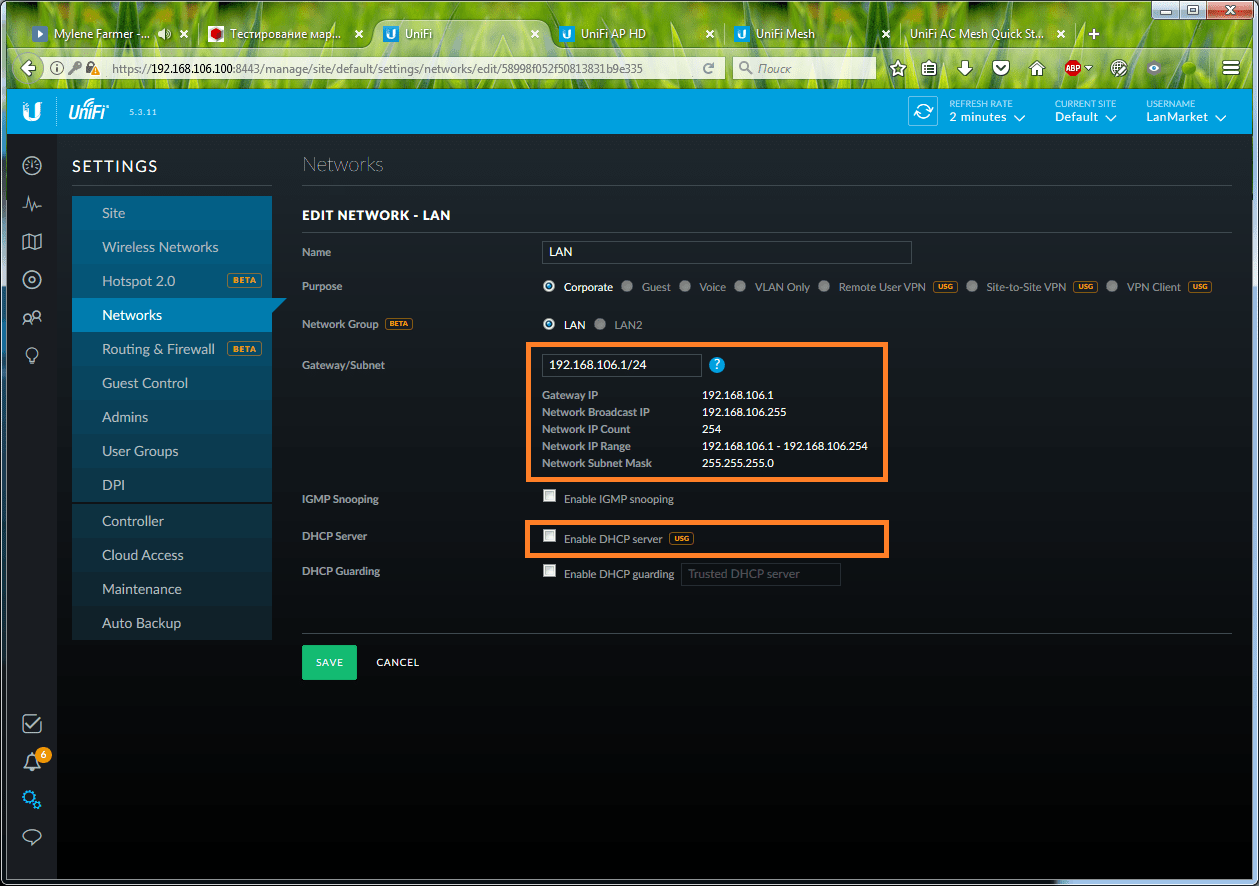 Mylene Farmer -...
Тестирование мар...
UniFi
UniFi AP HD
UniFi Mesh
UniFi AC Mesh Quick St...
https://192.168.106.100:8443/manage/site/default/settings/networks/edit/58998f052f50813831b9e335
Поиск
ABP
U
UniFi
5.3.11
REFRESH RATE
2 minutes
CURRENT SITE
Default
USERNAME
LanMarket
SETTINGS
Site
Wireless Networks
Hotspot 2.0 BETA
Networks
Routing & Firewall BETA
Guest Control
Admins
User Groups
DPI
Controller
Cloud Access
Maintenance
Auto Backup
6
Networks
EDIT NETWORK - LAN
Name LAN
Purpose Corporate Guest Voice VLAN Only Remote User VPN USG Site-to-Site VPN USG VPN Client USG
Network Group BETA LAN LAN2
Gateway/Subnet 192.168.106.1/24 ?
Gateway IP 192.168.106.1
Network Broadcast IP 192.168.106.255
Network IP Count 254
Network IP Range 192.168.106.1 - 192.168.106.254
Network Subnet Mask 255.255.255.0
IGMP Snooping Enable IGMP snooping
DHCP Server Enable DHCP server USG
DHCP Guarding Enable DHCP guarding Trusted DHCP server
SAVE CANCEL